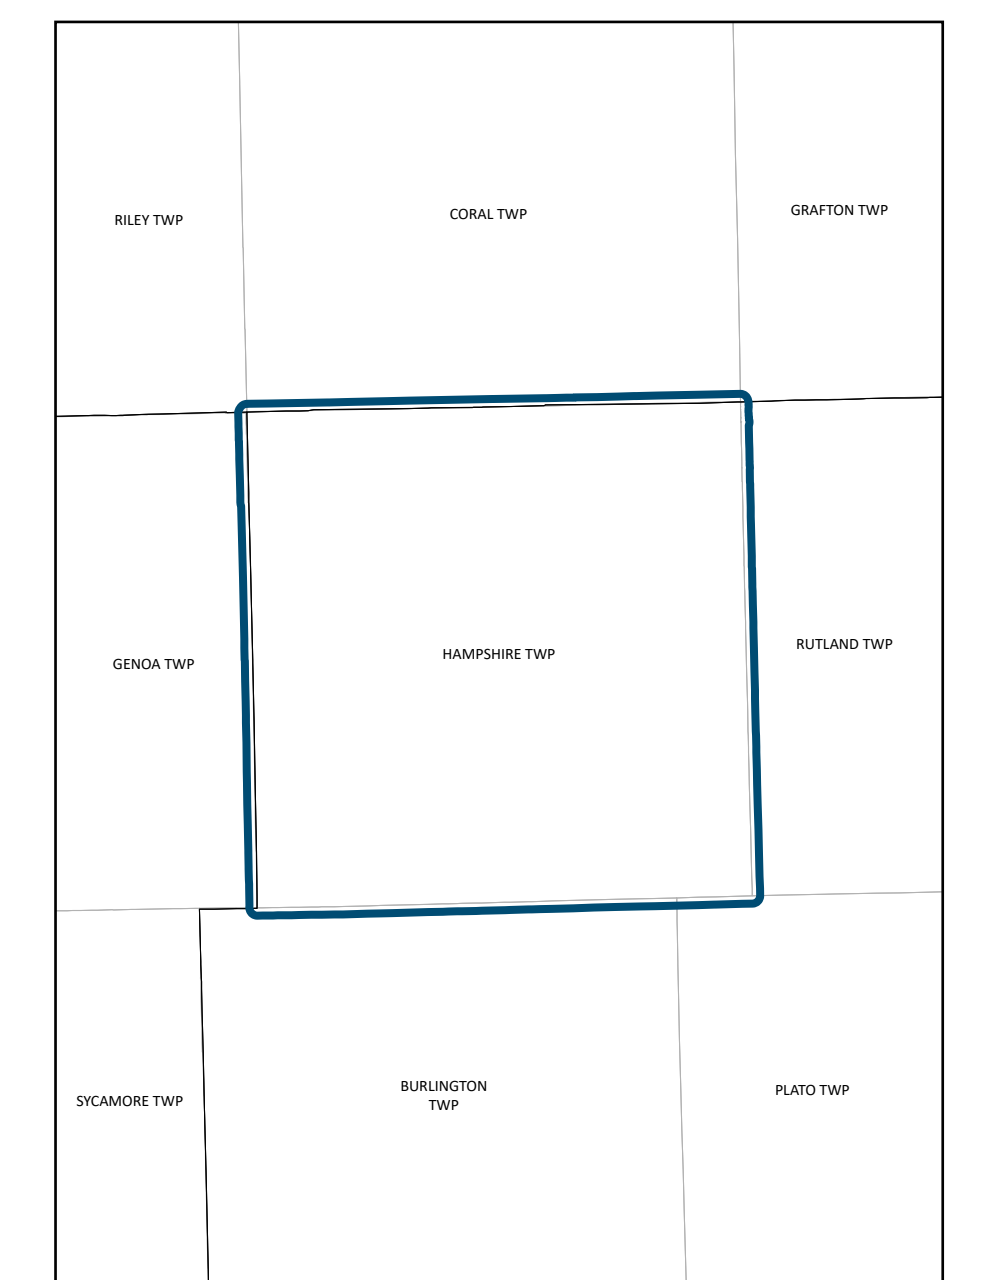 RILEY TWP
CORAL TWP
GRAFTON TWP
GENOA TWP
HAMPSHIRE TWP
RUTLAND TWP
SYCAMORE TWP
BURLINGTON
TWP
PLATO TWP